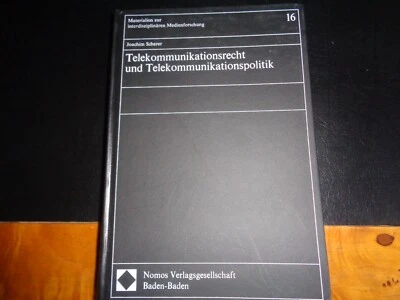 Materialien zur
interdisziplinären Medienforschung
16
Joachim Scherer
Telekommunikationsrecht
und Telekommunikationspolitik
Nomos Verlagsgesellschaft
Baden-Baden